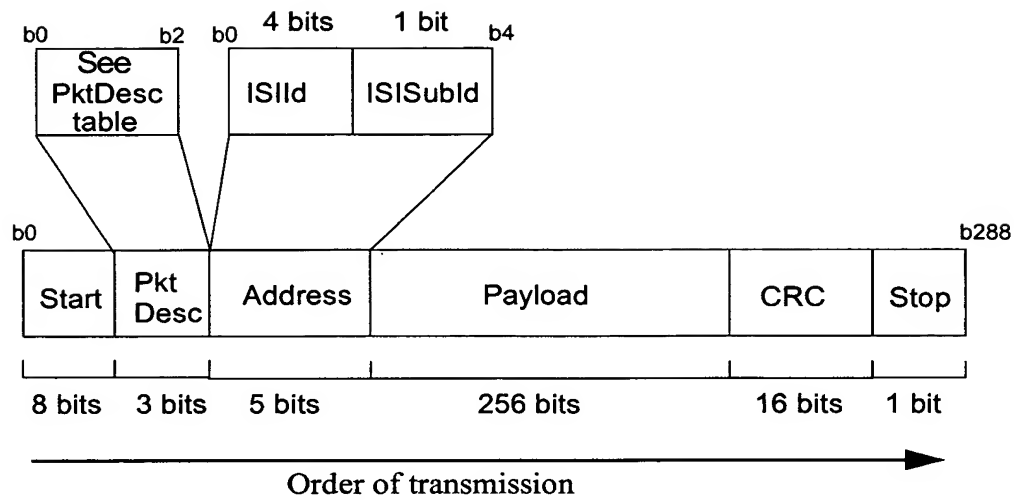 4 bits 1 bit
b0 b2 b0 b4
See
PktDesc
table
ISIId ISISubId
b0 b288
Start Pkt
Desc Address Payload CRC Stop
8 bits 3 bits 5 bits 256 bits 16 bits 1 bit
Order of transmission